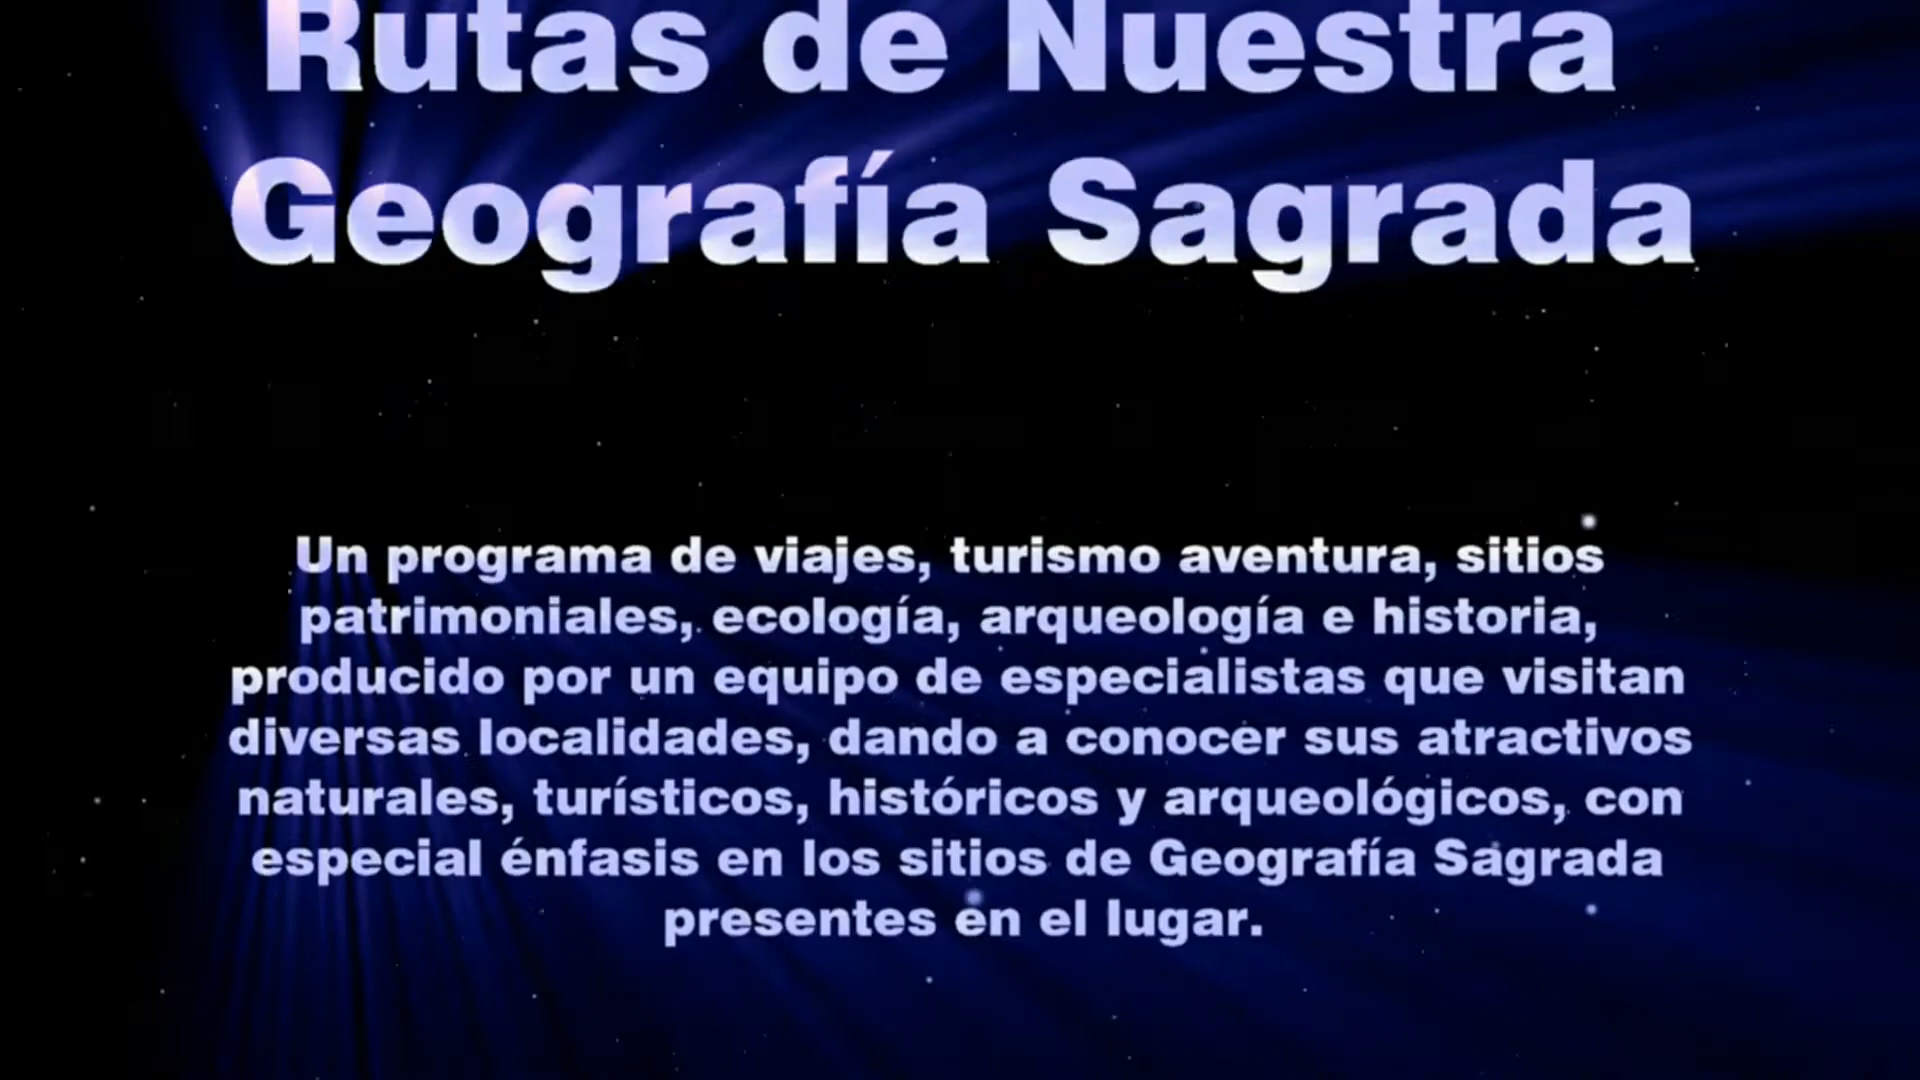 Rutas de Nuestra
Geografía Sagrada
Un programa de viajes, turismo aventura, sitios
patrimoniales, ecología, arqueología e historia,
producido por un equipo de especialistas que visitan
diversas localidades, dando a conocer sus atractivos
naturales, turísticos, históricos y arqueológicos, con
especial énfasis en los sitios de Geografía Sagrada
presentes en el lugar.